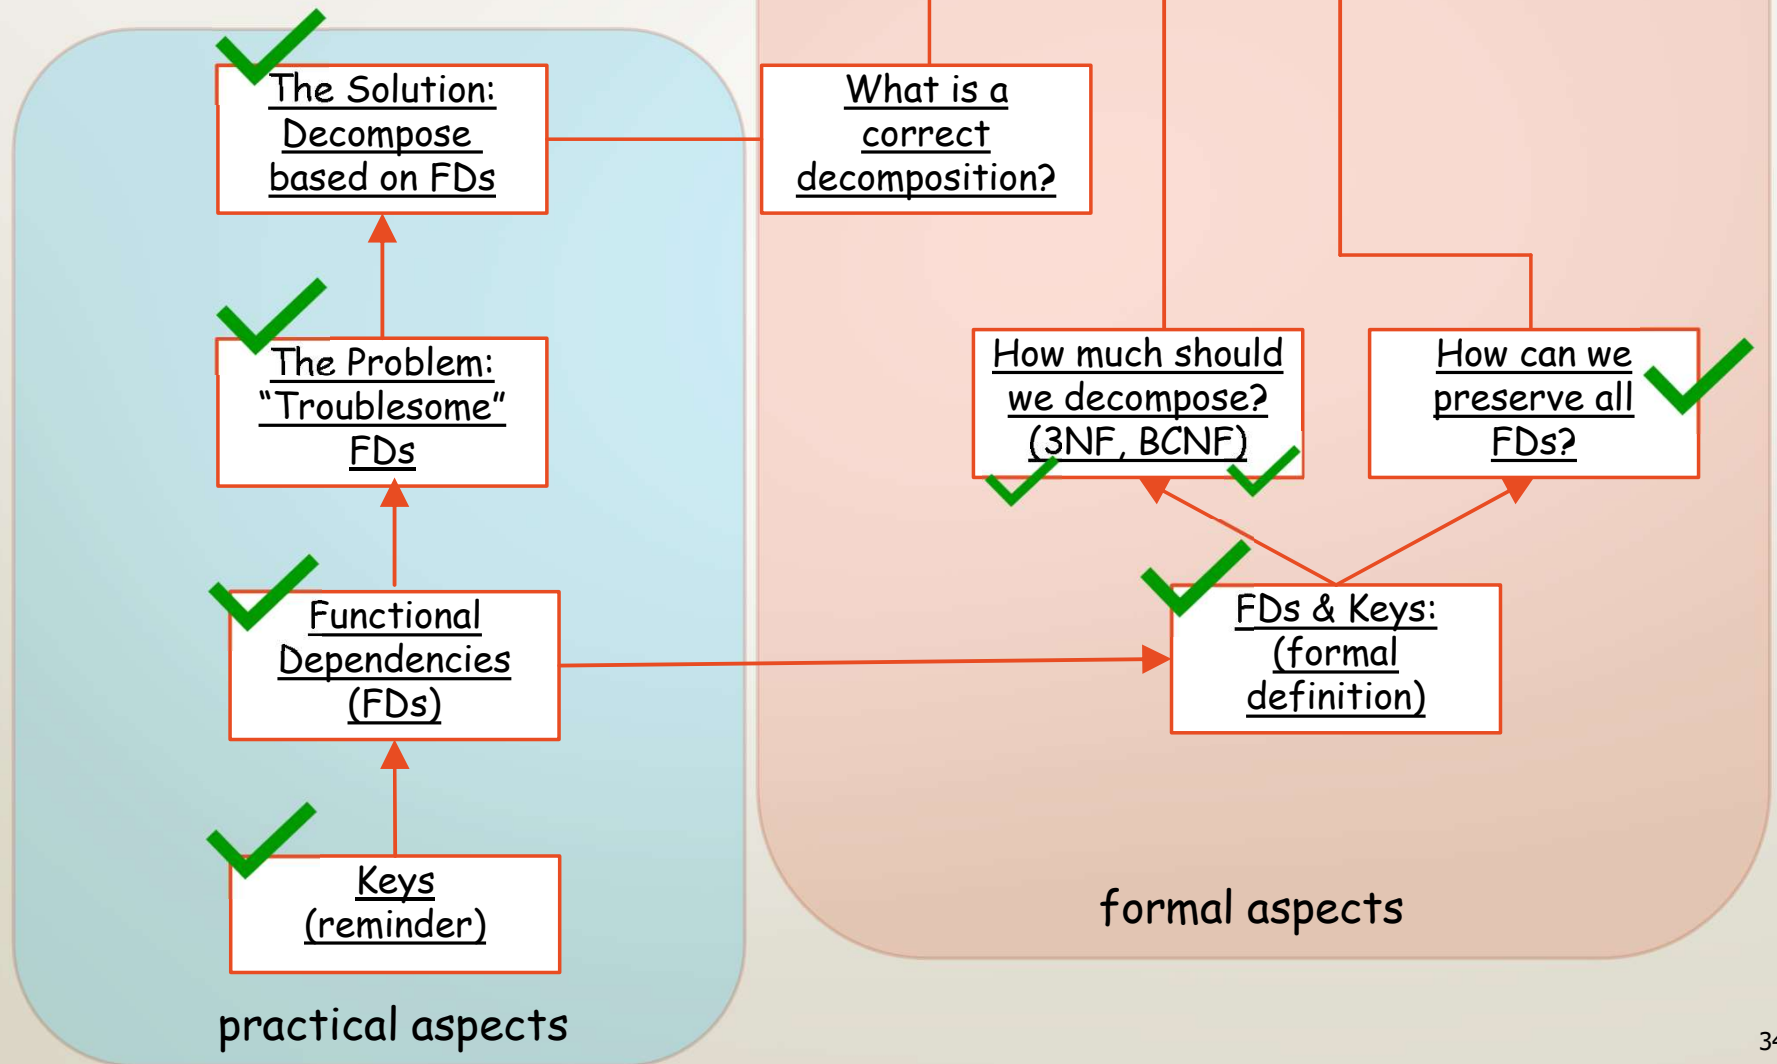 The Solution:
Decompose
based on FDs
What is a
correct
decomposition?
The Problem:
"Troublesome"
FDs
How much should
we decompose?
(3NF, BCNF)
How can we
preserve all
FDs?
Functional
Dependencies
(FDs)
FDs & Keys:
(formal
definition)
Keys
(reminder)
formal aspects
practical aspects
34